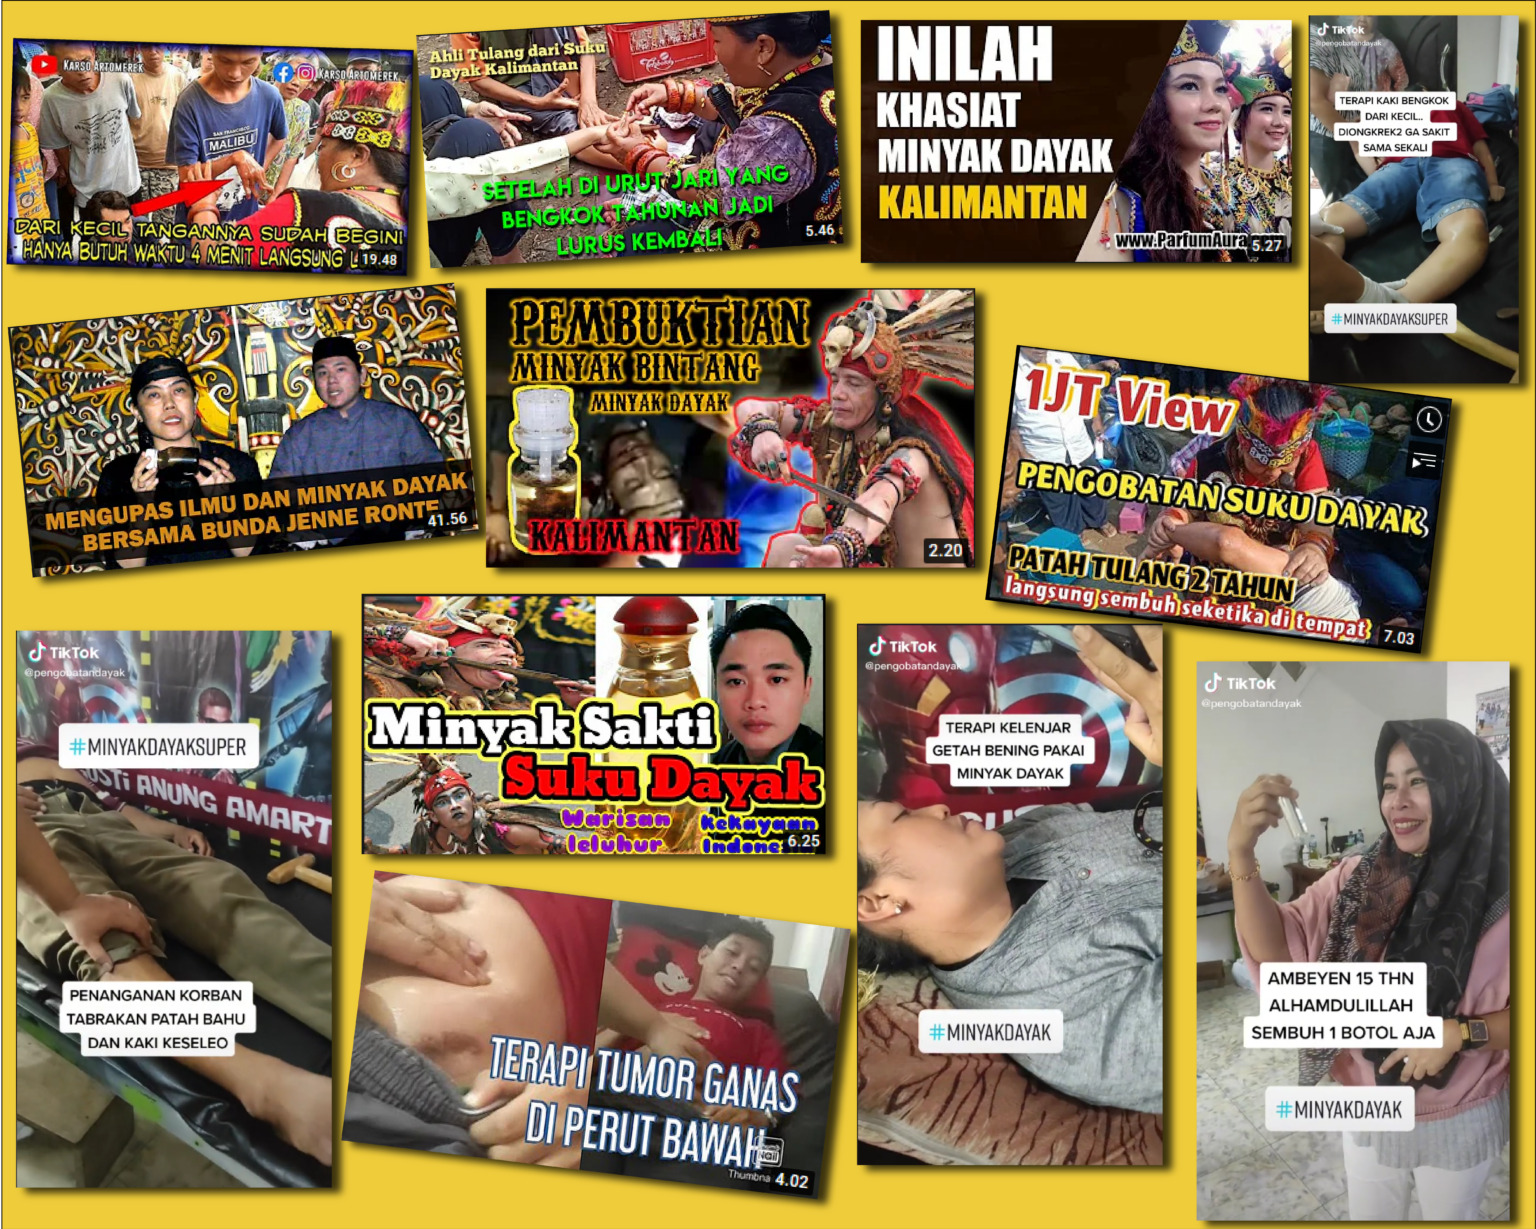 KARSO ARTOMEREK
KARSO ARTOMEREK
SAN FRANCISCO
MALIBU
DARI KECIL TANGANNYA SUDAH BEGINI
HANYA BUTUH WAKTU 4 MENIT LANGSUNG
19.48
Ahli Tulang dari Suku
Dayak Kalimantan
SETELAH DI URUT JARI YANG
BENGKOK TAHUNAN JADI
LURUS KEMBALI
5.46
INILAH
KHASIAT
MINYAK DAYAK
KALIMANTAN
www.ParfumAura
5.27
TikTok
@pengobatandayak
TERAPI KAKI BENGKOK
DARI KECIL..
DIONGKREK2 GA SAKIT
SAMA SEKALI
#MINYAKDAYAKSUPER
MENGUPAS ILMU DAN MINYAK DAYAK
BERSAMA BUNDA JENNE RONTE
41.56
PEMBUKTIAN
MINYAK BINTANG
MINYAK DAYAK
KALIMANTAN
2.20
1JT View
PENGOBATAN SUKU DAYAK,
PATAH TULANG 2 TAHUN
langsung sembuh seketika di tempat
7.03
TikTok
@pengobatandayak
#MINYAKDAYAKSUPER
USTI ANUNG AMART
PENANGANAN KORBAN
TABRAKAN PATAH BAHU
DAN KAKI KESELEO
Minyak Sakti
Suku Dayak
Warisan
leluhur
kekayaan
Indones
6.25
TERAPI TUMOR GANAS
DI PERUT BAWAH
Thumbna
4.02
TikTok
@pengobatandayak
TERAPI KELENJAR
GETAH BENING PAKAI
MINYAK DAYAK
#MINYAKDAYAK
TikTok
@pengobatandayak
AMBEYEN 15 THN
ALHAMDULILLAH
SEMBUH 1 BOTOL AJA
#MINYAKDAYAK